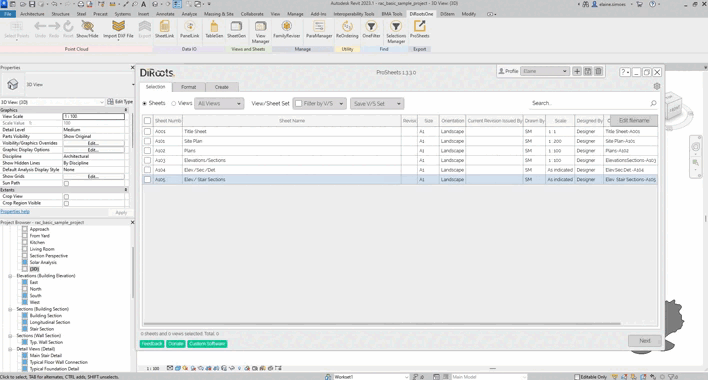 Autodesk Revit 2023.1 - rac_basic_sample_project - 3D View: {3D}
elaine.cimoes
File Architecture Structure Steel Precast Systems Insert Annotate Analyze Massing & Site Collaborate View Manage Add-Ins Interoperability Tools BIMA Tools DiRootsOne DiStem Modify
Select Beams Undo Pan Show/Hide Import DXF File ParaLink TableGen SheetLink SheetGen View Manager FamilyReviser ParaManager ReOrdering OneFilter Selections Manager ProSheets
Point Cloud Data IO Views and Sheets Manage Utility Find Export
Properties
3D View
3D View: {3D}
Edit Type
Graphics
View Scale 1 : 100
Scale Value 1: 100
Detail Level Medium
Parts Visibility Show Original
Visibility/Graphics Overrides Edit...
Graphic Display Options Edit...
Discipline Architectural
Show Hidden Lines By Discipline
Default Analysis Display Style None
Show Grids Edit...
Sun Path
Extents
Crop View
Crop Region Visible
Properties help
Apply
Project Browser - rac_basic_sample_project
Approach
From Yard
Kitchen
Living Room
Section Perspective
Solar Analysis
{3D}
Elevations (Building Elevation)
East
North
South
West
Sections (Building Section)
Building Section
Longitudinal Section
Stair Section
Sections (Wall Section)
Typ. Wall Section
Detail Views (Detail)
Main Stair Detail
Typical Floor Wall Connection
Typical Foundation Detail
DiRoots.
ProSheets 1.3.3.0
Profile Elaine
Selection Format Create
Sheets Views All Views View/Sheet Set Filter by V/S Save V/S Set Search...
Sheet Numb Sheet Name Revisi Size Orientation Current Revision Issued By Drawn By Scale Designed By Edit filename
A001 Title Sheet A1 Landscape SM 1 : 1 Designer Title Sheet-A001
A101 Site Plan A1 Landscape SM 1 : 200 Designer Site Plan-A101
A102 Plans A1 Landscape SM 1 : 100 Designer Plans-A102
A103 Elevations/Sections A1 Landscape SM 1 : 100 Designer ElevationsSections-A103
A104 Elev./Sec./Det. A1 Landscape SM As indicated Designer Elev.Sec.Det.-A104
A105 Elev./ Stair Sections A1 Landscape SM As indicated Designer Elev. Stair Sections-A105
0 sheets and 0 views selected, Total: 0
Feedback Donate Custom Software
Next
1 : 100
Click to select, TAB for alternates, CTRL adds, SHIFT unselects.
Workset1
Main Model
Editable Only